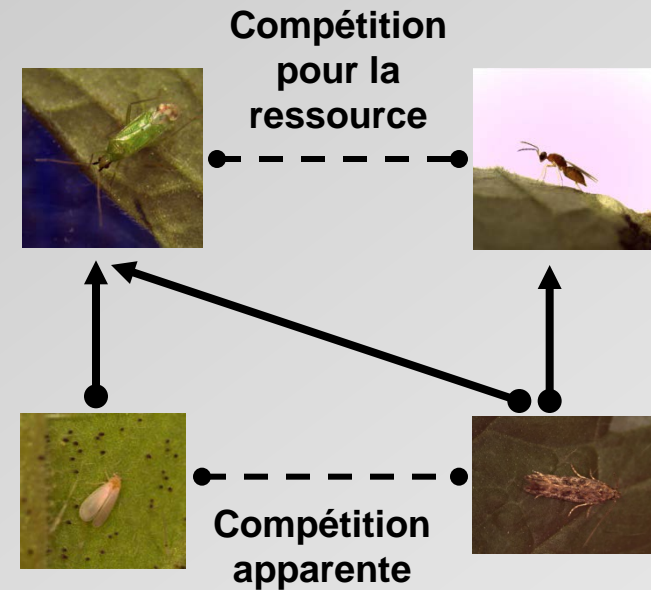 Compétition
pour la
ressource
Compétition
apparente